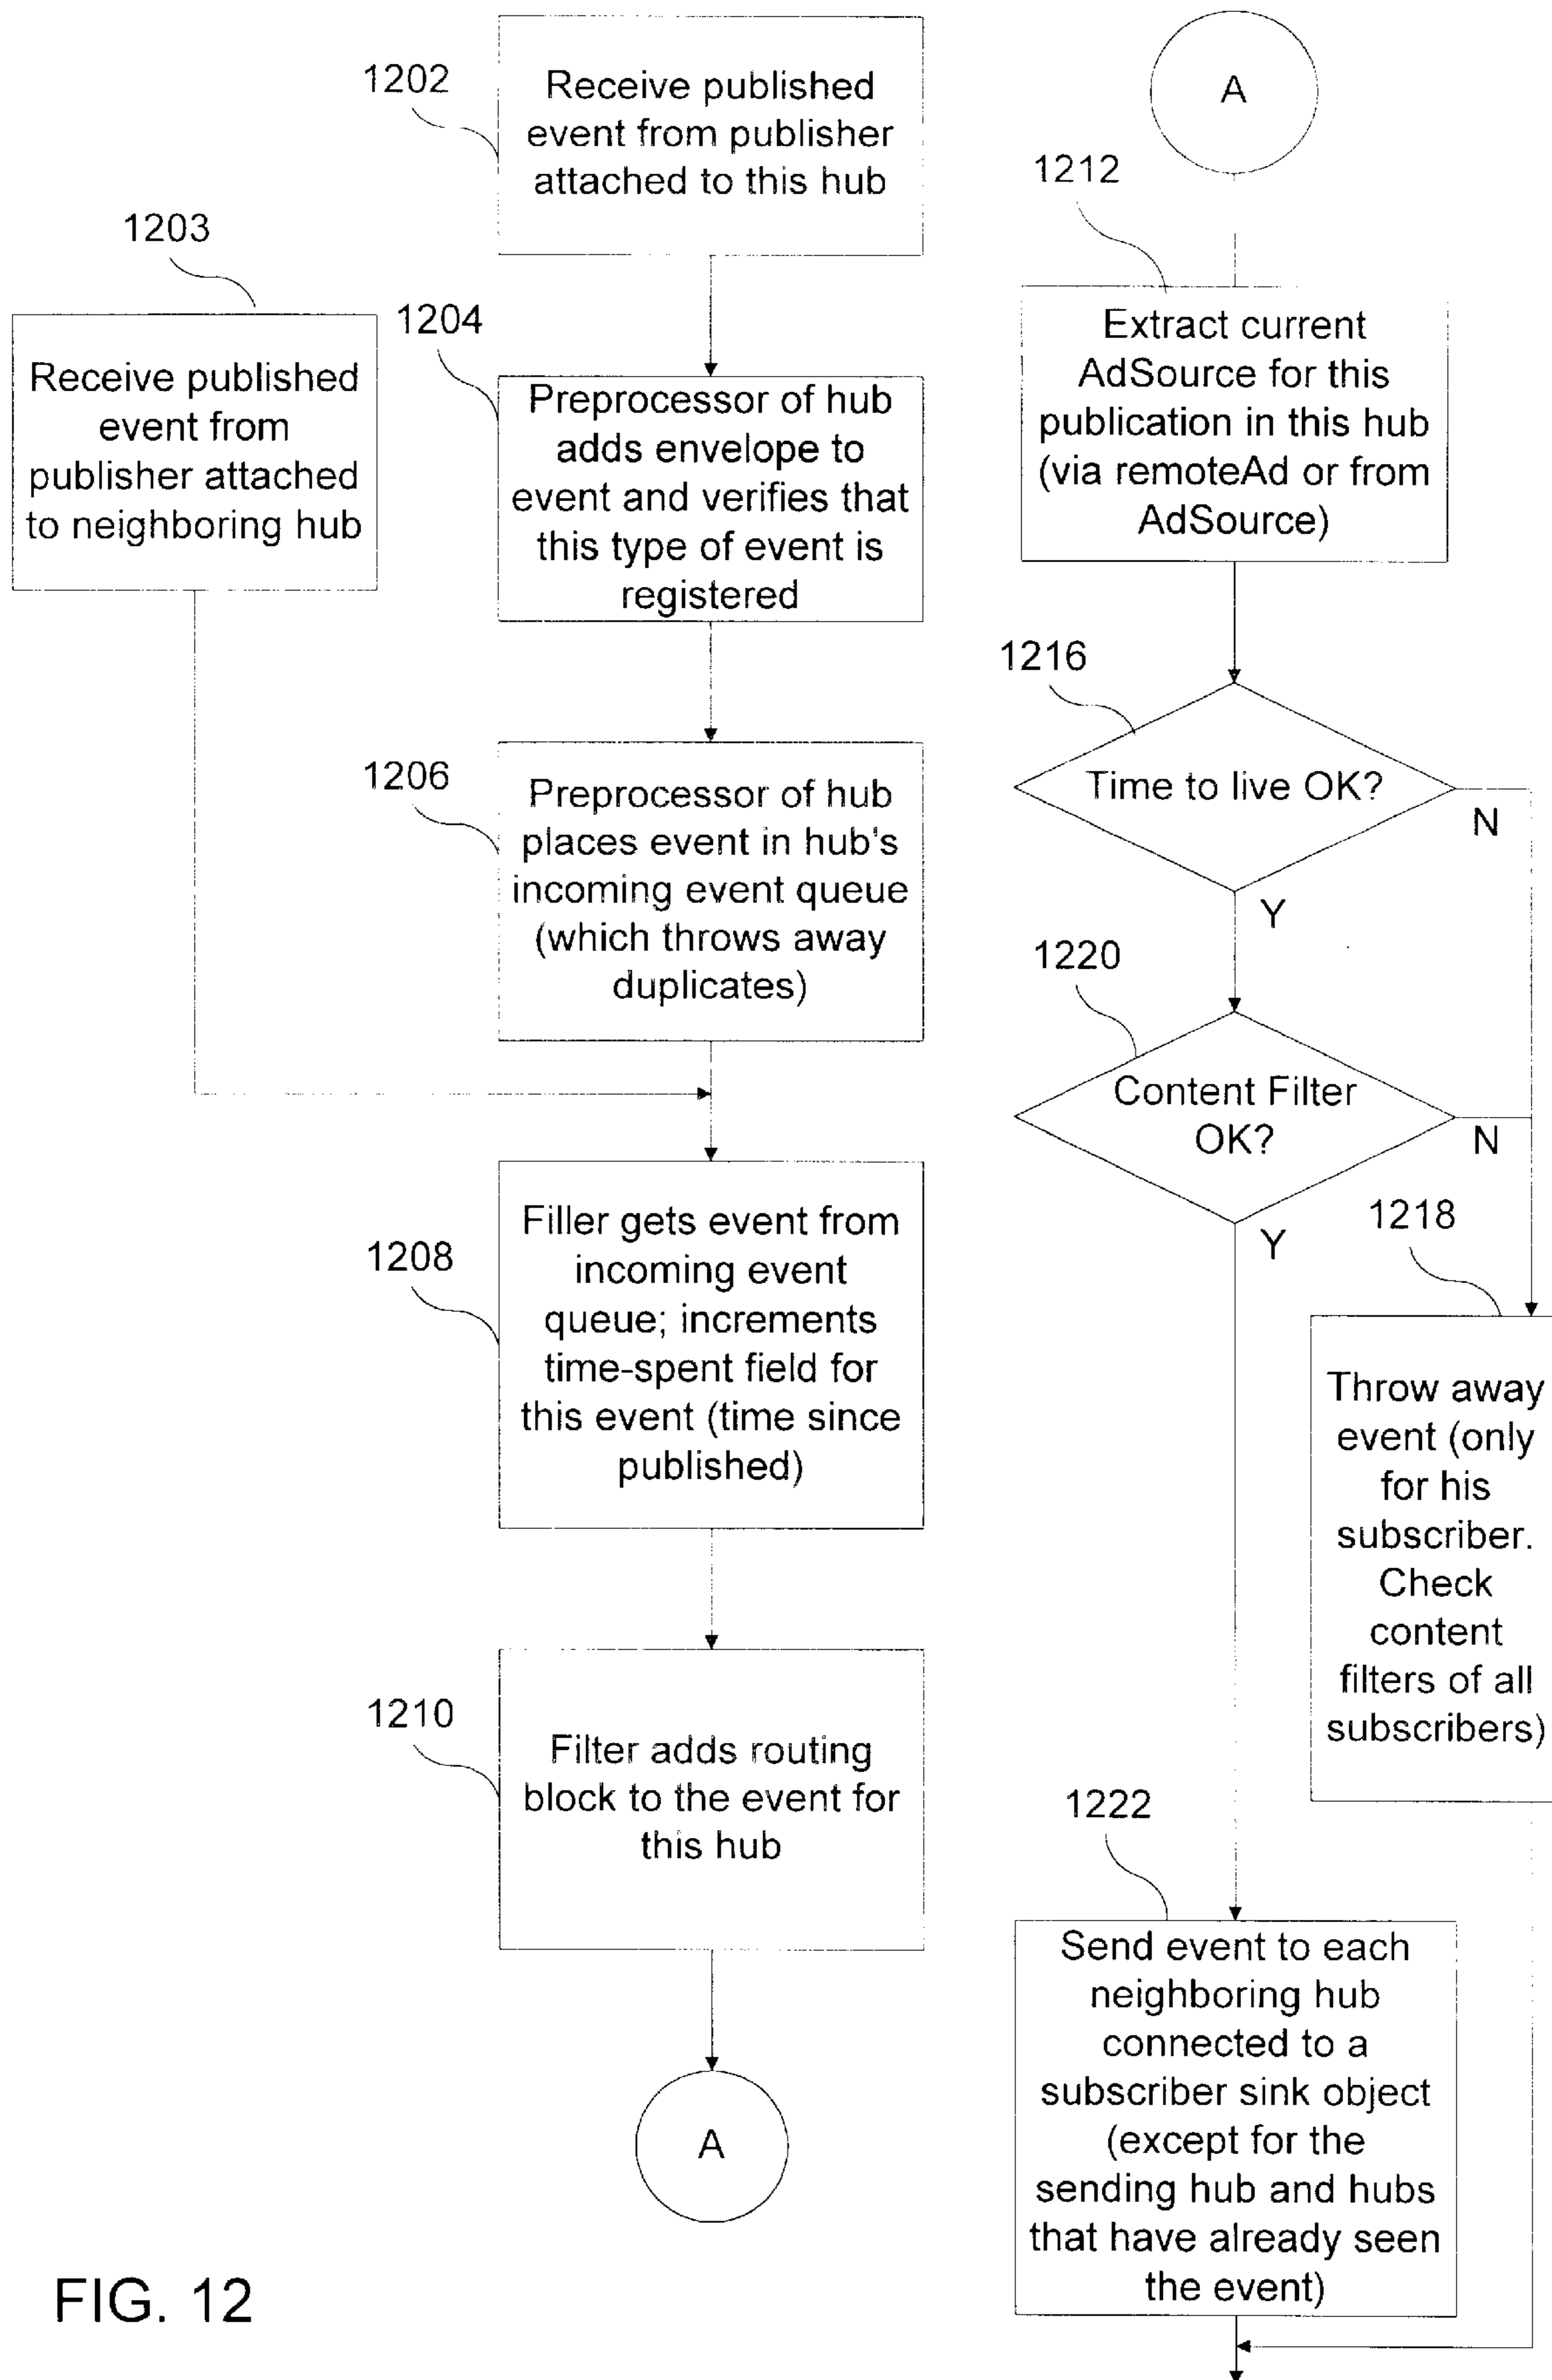 1202
Receive published
event from publisher
attached to this hub
1203
Receive published
event from
publisher attached
to neighboring hub
1204
Preprocessor of hub
adds envelope to
event and verifies that
this type of event is
registered
1206
Preprocessor of hub
places event in hub's
incoming event queue
(which throws away
duplicates)
1208
Filler gets event from
incoming event
queue; increments
time-spent field for
this event (time since
published)
1210
Filter adds routing
block to the event for
this hub
A
A
1212
Extract current
AdSource for this
publication in this hub
(via remoteAd or from
AdSource)
1216
Time to live OK?
N
Y
1220
Content Filter
OK?
N
Y
1218
Throw away
event (only
for his
subscriber.
Check
content
filters of all
subscribers)
1222
Send event to each
neighboring hub
connected to a
subscriber sink object
(except for the
sending hub and hubs
that have already seen
the event)
FIG. 12